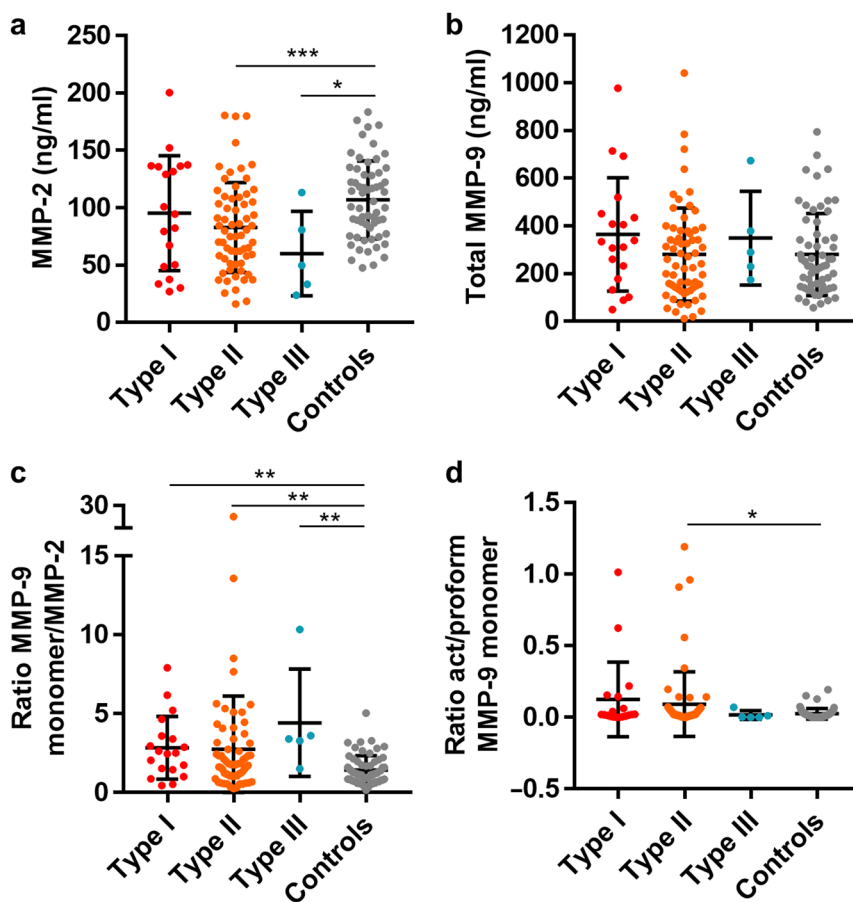 a
MMP-2 (ng/ml)
250
200
150
100
50
0
***
*
Type I
Type II
Type III
Controls
b
Total MMP-9 (ng/ml)
1200
1000
800
600
400
200
0
Type I
Type II
Type III
Controls
c
Ratio MMP-9
monomer/MMP-2
30
15
10
5
0
**
**
**
Type I
Type II
Type III
Controls
d
Ratio act/proform
MMP-9 monomer
1.5
1.0
0.5
0.0
–0.5
*
Type I
Type II
Type III
Controls